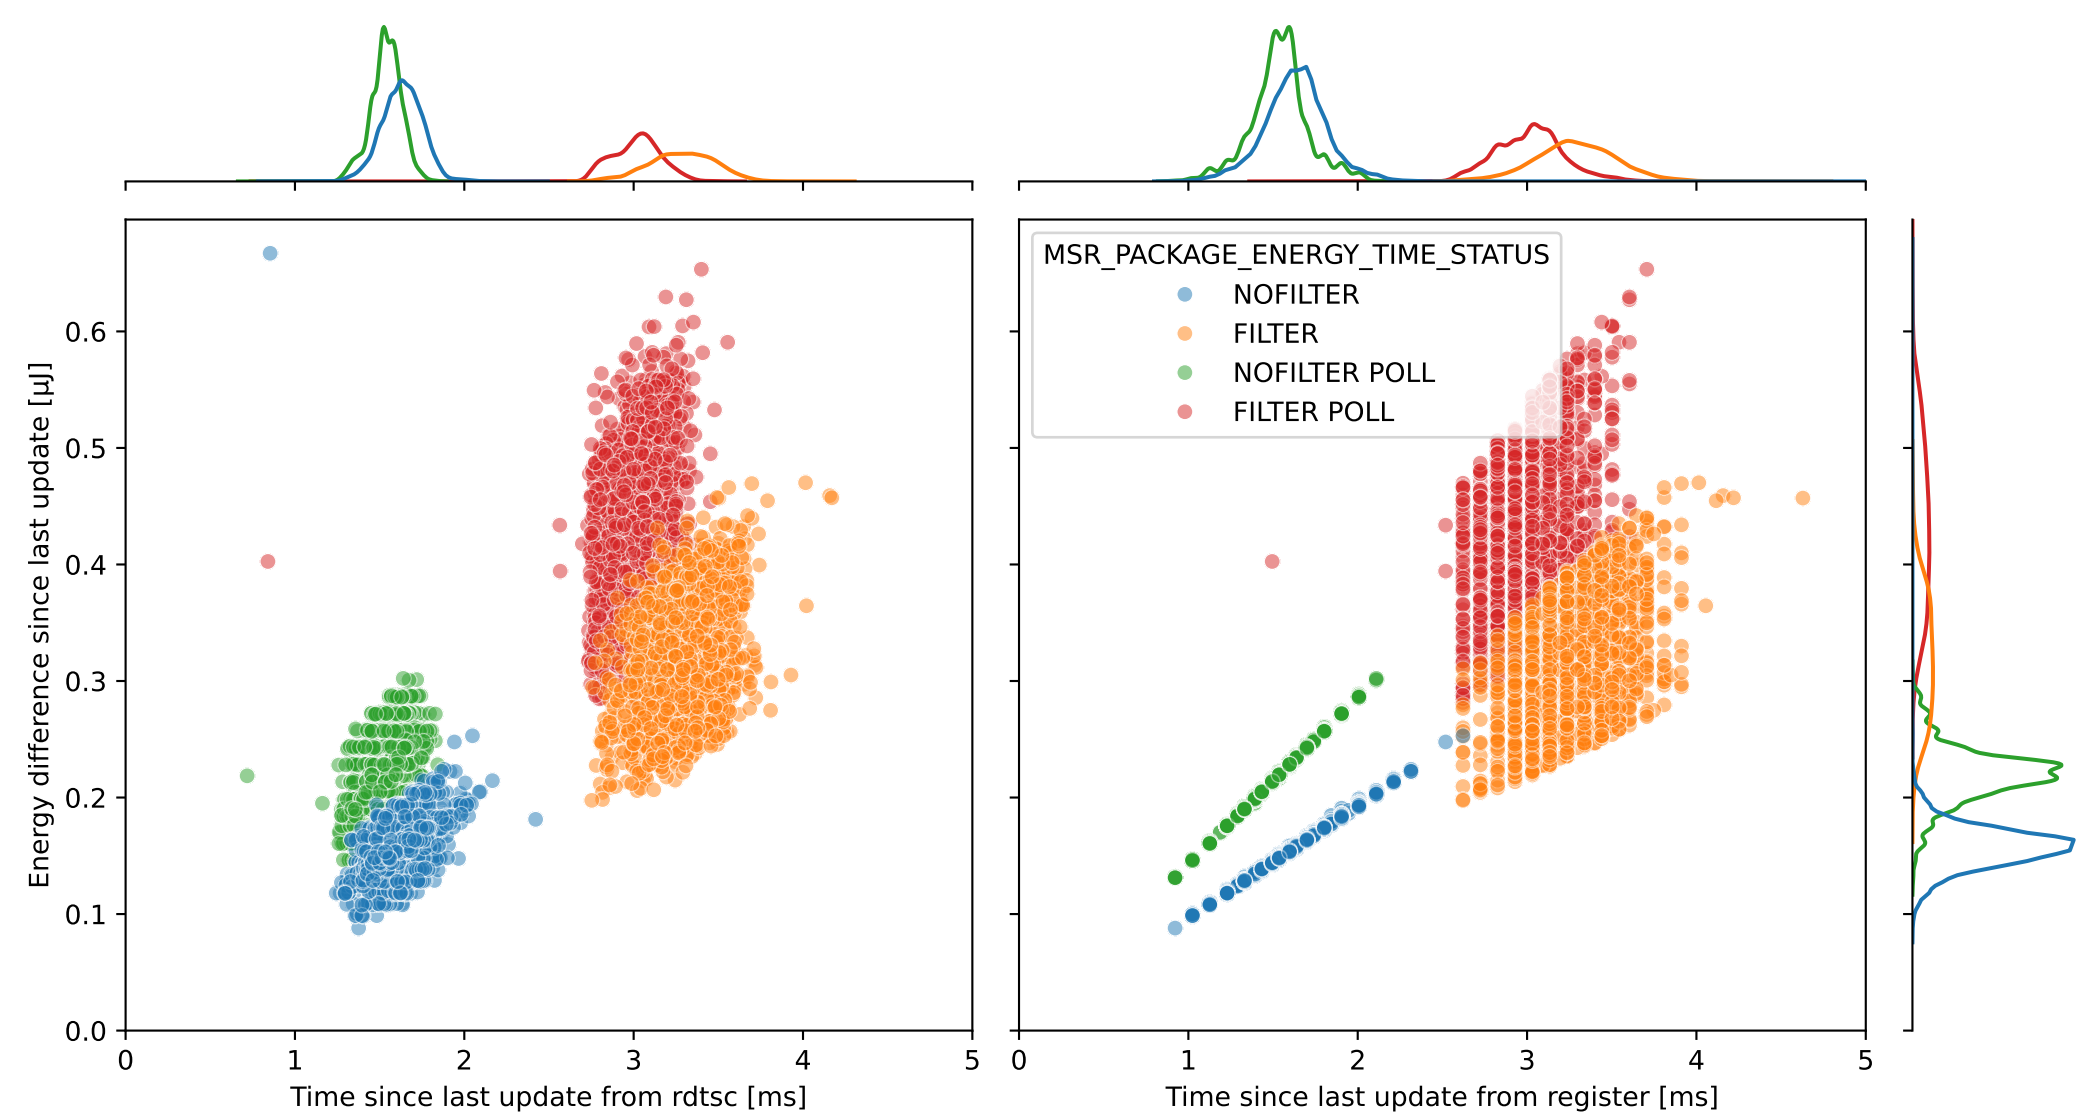 MSR_PACKAGE_ENERGY_TIME_STATUS
NOFILTER
FILTER
NOFILTER POLL
FILTER POLL
Energy difference since last update [µJ]
0.6
0.5
0.4
0.3
0.2
0.1
0.0
0 1 2 3 4 5
0 1 2 3 4 5
Time since last update from rdtsc [ms]
Time since last update from register [ms]